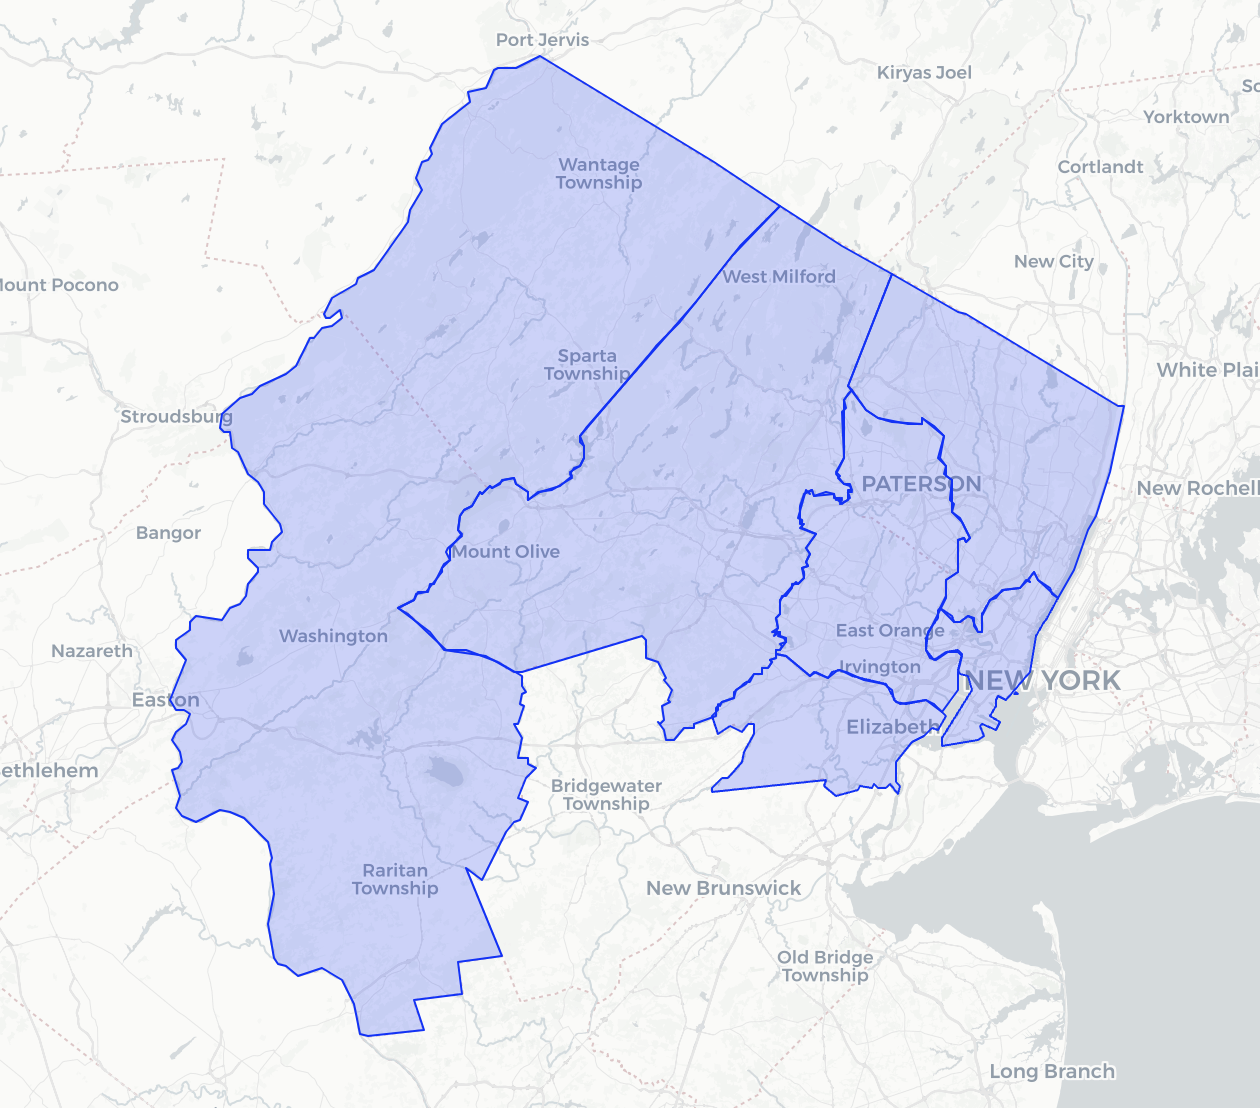 Port Jervis
Kiryas Joel
So
Yorktown
Wantage
Township
Cortlandt
New City
West Milford
Mount Pocono
Sparta
Township
White Plai
Stroudsburg
PATERSON
New Rochell
Bangor
Mount Olive
East Orange
Washington
Nazareth
Irvington
NEW YORK
Easton
Elizabeth
ethlehem
Bridgewater
Township
Raritan
Township
New Brunswick
Old Bridge
Township
Long Branch